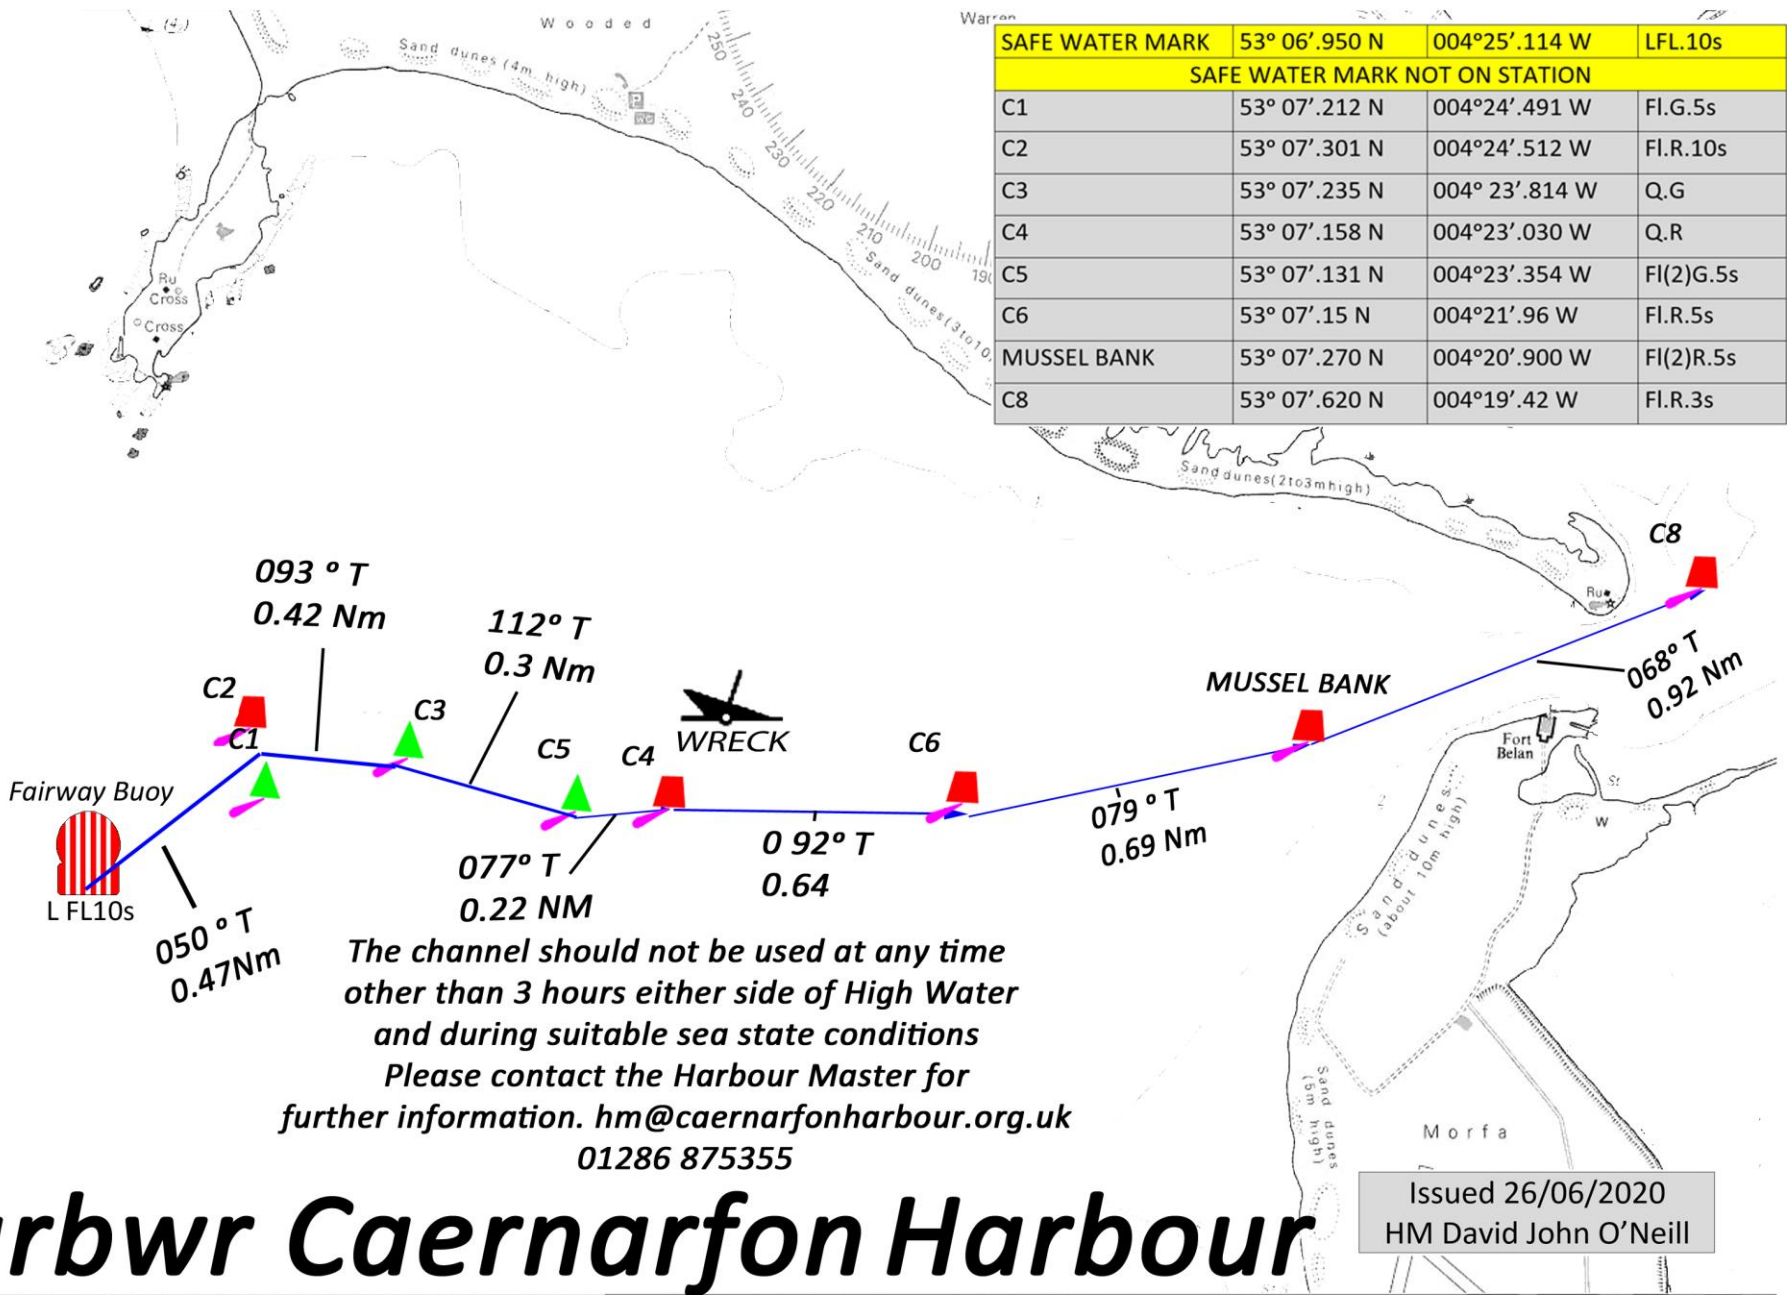 Wooded
Warren
(4)
Sand dunes (4m high)
250
240
230
220
210
200
190
Sand dunes(3to10
SAFE WATER MARK 53° 06’.950 N 004°25’.114 W LFL.10s
SAFE WATER MARK NOT ON STATION
C1 53° 07’.212 N 004°24’.491 W Fl.G.5s
C2 53° 07’.301 N 004°24’.512 W Fl.R.10s
C3 53° 07’.235 N 004° 23’.814 W Q.G
C4 53° 07’.158 N 004°23’.030 W Q.R
C5 53° 07’.131 N 004°23’.354 W Fl(2)G.5s
C6 53° 07’.15 N 004°21’.96 W Fl.R.5s
MUSSEL BANK 53° 07’.270 N 004°20’.900 W Fl(2)R.5s
C8 53° 07’.620 N 004°19’.42 W Fl.R.3s
Ru
Cross
Cross
Sand dunes(2to3mhigh)
C8
Ru
093 ° T
0.42 Nm
112° T
0.3 Nm
068° T
0.92 Nm
C2
C1
C3
C5
C4
WRECK
C6
MUSSEL BANK
Fort
Belan
St
W
Fairway Buoy
L FL10s
050 ° T
0.47Nm
077° T
0.22 NM
0 92° T
0.64
079 ° T
0.69 Nm
Sand dunes
(about 10m high)
The channel should not be used at any time
other than 3 hours either side of High Water
and during suitable sea state conditions
Please contact the Harbour Master for
further information. hm@caernarfonharbour.org.uk
01286 875355
Sand dunes
(5m high)
Morfa
Issued 26/06/2020
HM David John O’Neill
rbwr Caernarfon Harbour